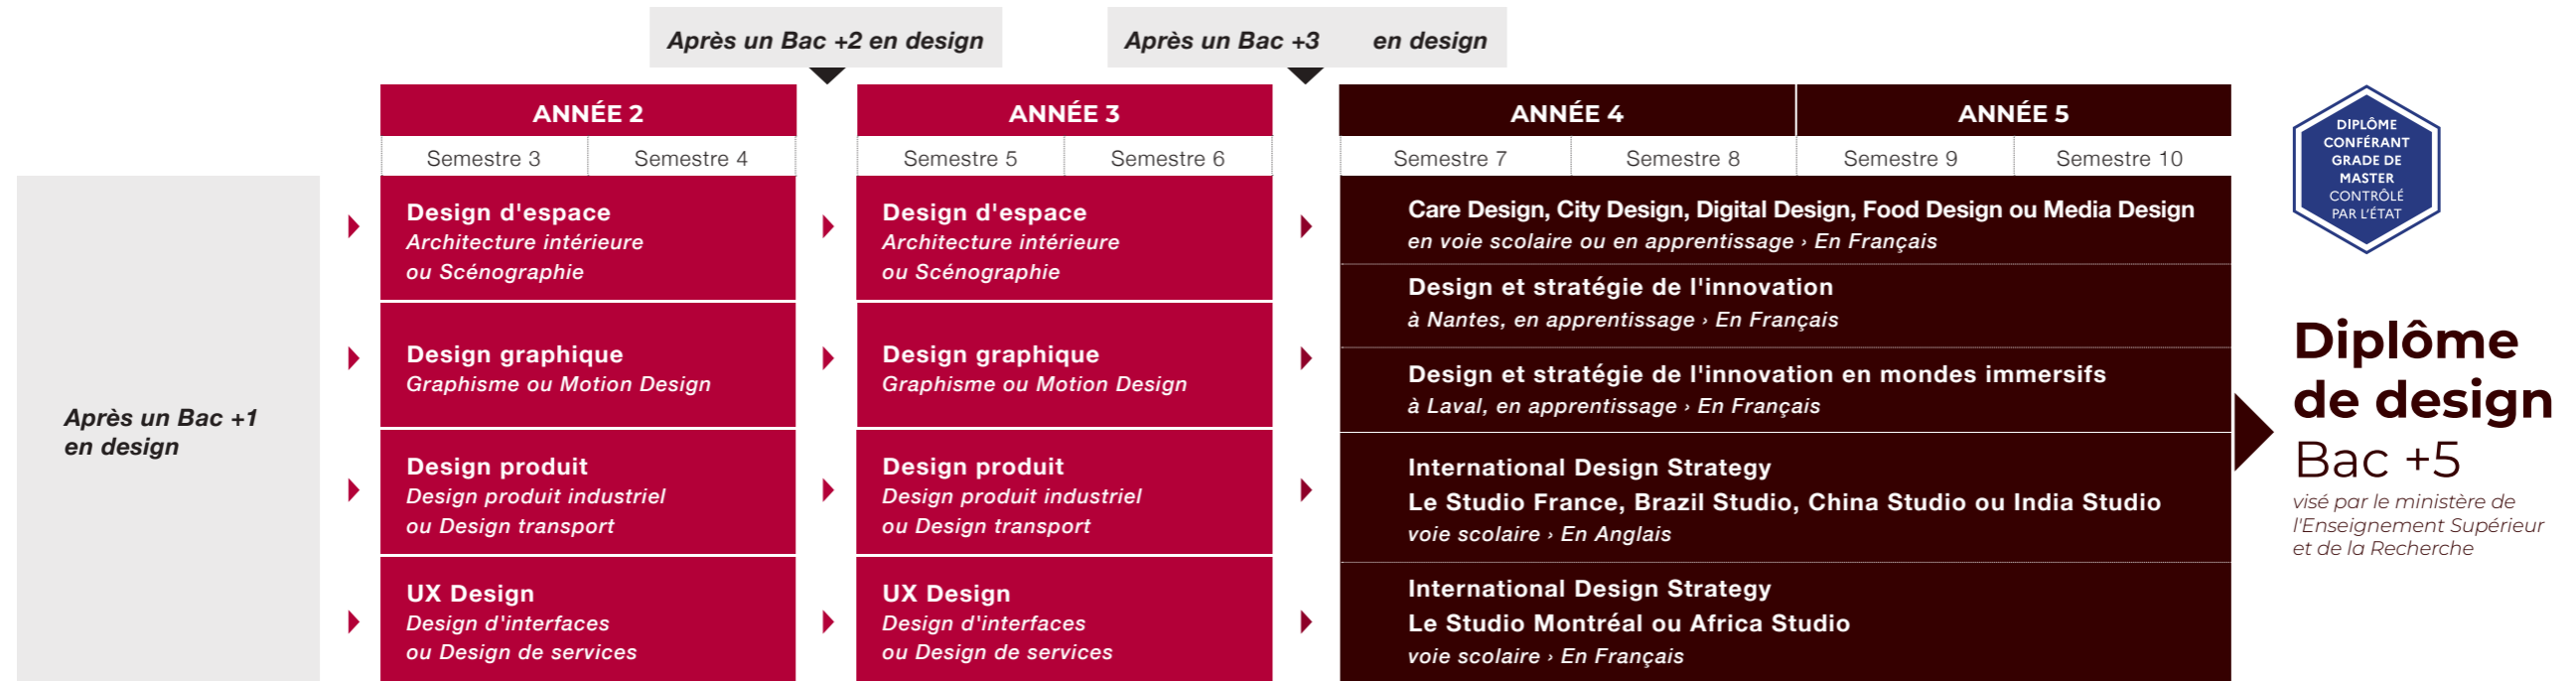 Après un Bac +2 en design
Après un Bac +3 en design
ANNÉE 2
ANNÉE 3
ANNÉE 4
ANNÉE 5
Semestre 3
Semestre 4
Semestre 5
Semestre 6
Semestre 7
Semestre 8
Semestre 9
Semestre 10
Après un Bac +1
en design
Design d'espace
Architecture intérieure
ou Scénographie
Design graphique
Graphisme ou Motion Design
Design produit
Design produit industriel
ou Design transport
UX Design
Design d'interfaces
ou Design de services
Design d'espace
Architecture intérieure
ou Scénographie
Design graphique
Graphisme ou Motion Design
Design produit
Design produit industriel
ou Design transport
UX Design
Design d'interfaces
ou Design de services
Care Design, City Design, Digital Design, Food Design ou Media Design
en voie scolaire ou en apprentissage › En Français
Design et stratégie de l'innovation
à Nantes, en apprentissage › En Français
Design et stratégie de l'innovation en mondes immersifs
à Laval, en apprentissage › En Français
International Design Strategy
Le Studio France, Brazil Studio, China Studio ou India Studio
voie scolaire › En Anglais
International Design Strategy
Le Studio Montréal ou Africa Studio
voie scolaire › En Français
DIPLÔME
CONFÉRANT
GRADE DE
MASTER
CONTRÔLÉ
PAR L'ÉTAT
Diplôme
de design
Bac +5
visé par le ministère de
l'Enseignement Supérieur
et de la Recherche